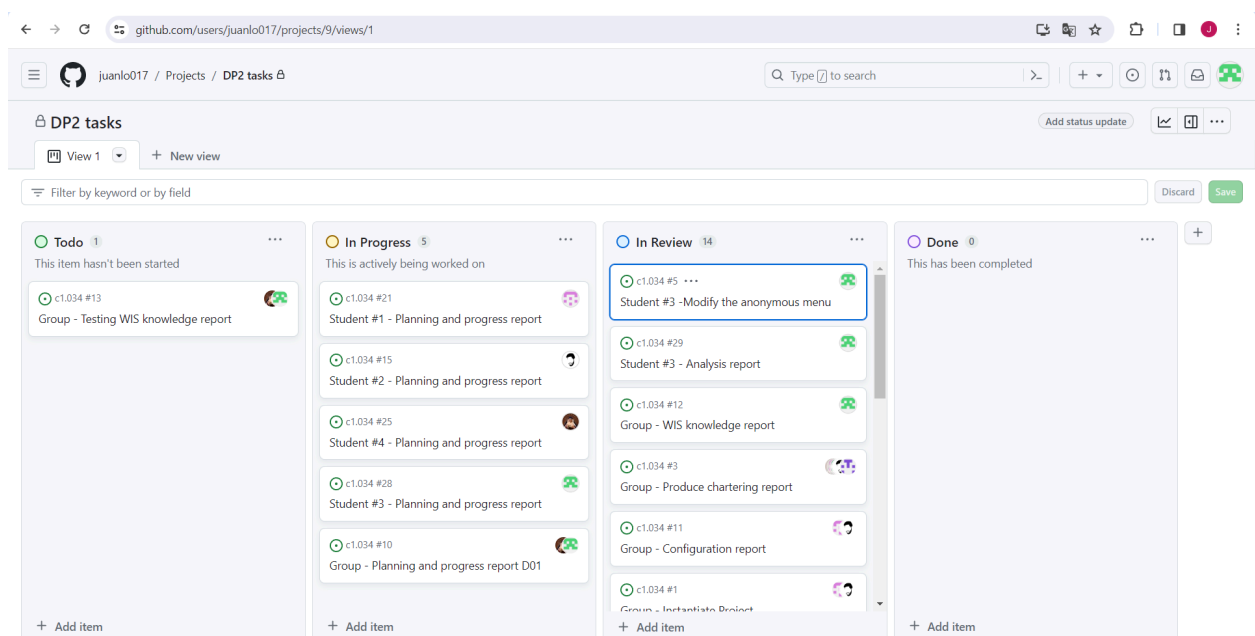 github.com/users/juanlo017/projects/9/views/1
J
juanlo017 / Projects / DP2 tasks
Type / to search
DP2 tasks
Add status update
View 1
New view
Filter by keyword or by field
Discard
Save
Todo 1
This item hasn't been started
c1.034 #13
Group - Testing WIS knowledge report
Add item
In Progress 5
This is actively being worked on
c1.034 #21
Student #1 - Planning and progress report
c1.034 #15
Student #2 - Planning and progress report
c1.034 #25
Student #4 - Planning and progress report
c1.034 #28
Student #3 - Planning and progress report
c1.034 #10
Group - Planning and progress report D01
Add item
In Review 14
c1.034 #5
Student #3 -Modify the anonymous menu
c1.034 #29
Student #3 - Analysis report
c1.034 #12
Group - WIS knowledge report
c1.034 #3
Group - Produce chartering report
c1.034 #11
Group - Configuration report
c1.034 #1
Group - Instantiate Project
Add item
Done 0
This has been completed
Add item